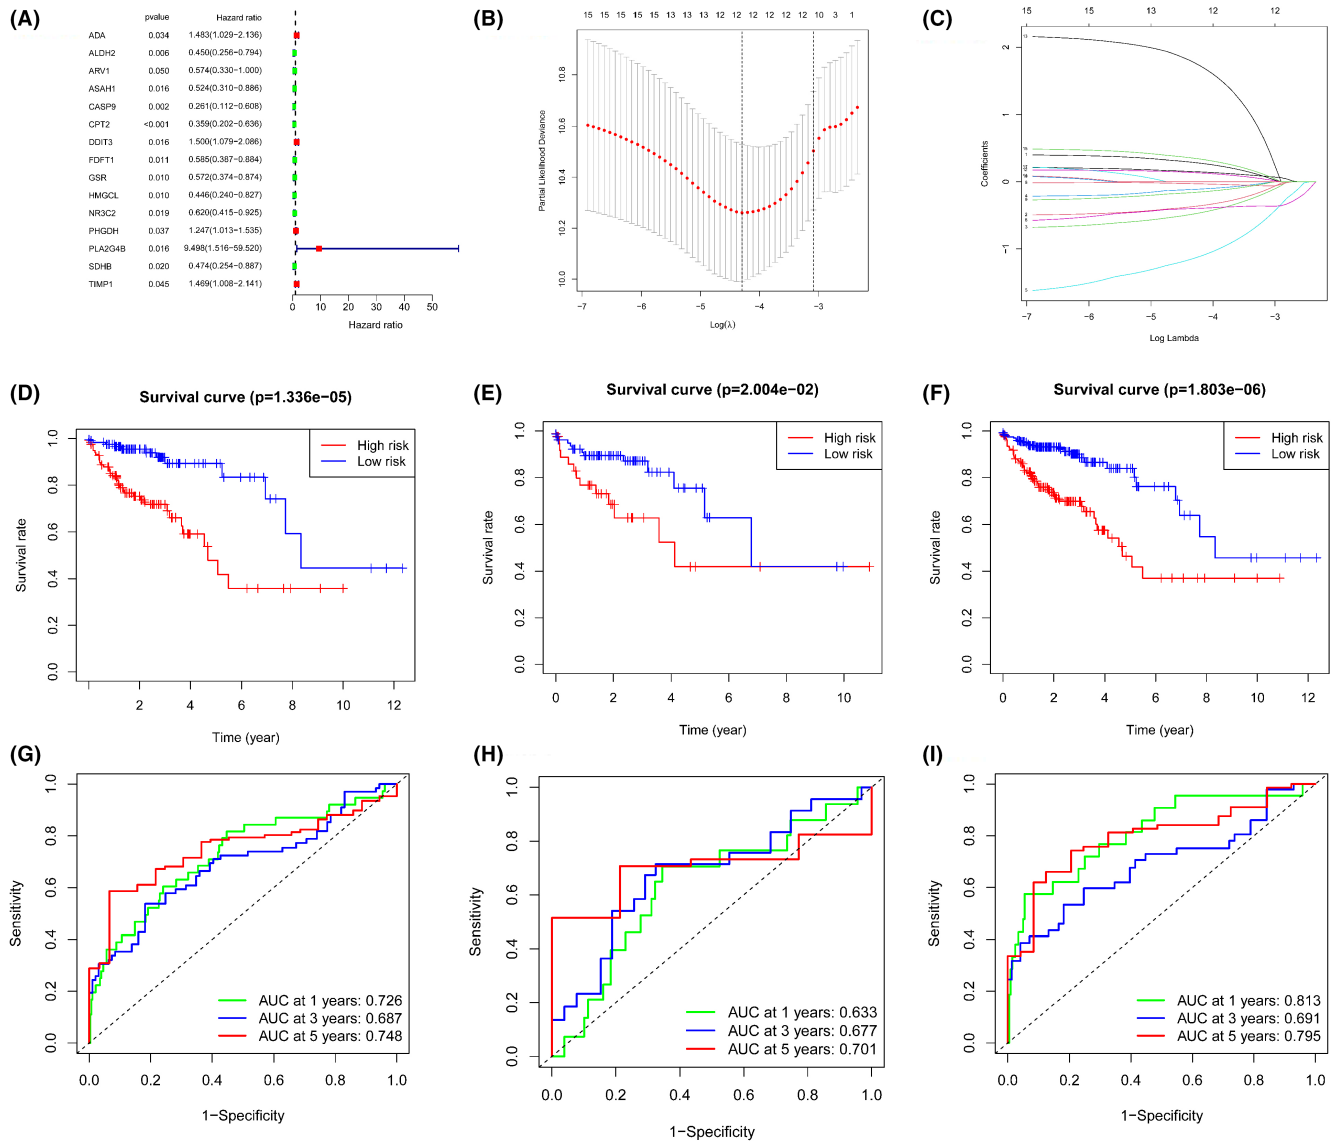 (A)
pvalue Hazard ratio
ADA 0.034 1.483(1.029−2.136)
ALDH2 0.006 0.450(0.256−0.794)
ARV1 0.050 0.574(0.330−1.000)
ASAH1 0.016 0.524(0.310−0.886)
CASP9 0.002 0.261(0.112−0.608)
CPT2 <0.001 0.359(0.202−0.636)
DDIT3 0.016 1.500(1.079−2.086)
FDFT1 0.011 0.585(0.387−0.884)
GSR 0.010 0.572(0.374−0.874)
HMGCL 0.010 0.446(0.240−0.827)
NR3C2 0.019 0.620(0.415−0.925)
PHGDH 0.037 1.247(1.013−1.535)
PLA2G4B 0.016 9.498(1.516−59.520)
SDHB 0.020 0.474(0.254−0.887)
TIMP1 0.045 1.469(1.008−2.141)
0 10 20 30 40 50
Hazard ratio
(B)
15 15 15 15 15 13 13 13 12 12 12 12 12 10 3 1
Partial Likelihood Deviance
10.8
10.6
10.4
10.2
10.0
−7 −6 −5 −4 −3
Log(λ)
(C)
15 15 13 12 12
Coefficients
2
1
0
−1
−7 −6 −5 −4 −3
Log Lambda
(D)
Survival curve (p=1.336e−05)
High risk
Low risk
Survival rate
1.0
0.8
0.6
0.4
0.2
0.0
2 4 6 8 10 12
Time (year)
(E)
Survival curve (p=2.004e−02)
High risk
Low risk
Survival rate
1.0
0.8
0.6
0.4
0.2
0.0
0 2 4 6 8 10
Time (year)
(F)
Survival curve (p=1.803e−06)
High risk
Low risk
Survival rate
1.0
0.8
0.6
0.4
0.2
0.0
0 2 4 6 8 10 12
Time (year)
(G)
Sensitivity
1.0
0.8
0.6
0.4
0.2
0.0
AUC at 1 years: 0.726
AUC at 3 years: 0.687
AUC at 5 years: 0.748
0.0 0.2 0.4 0.6 0.8 1.0
1−Specificity
(H)
Sensitivity
1.0
0.8
0.6
0.4
0.2
0.0
AUC at 1 years: 0.633
AUC at 3 years: 0.677
AUC at 5 years: 0.701
0.0 0.2 0.4 0.6 0.8 1.0
1−Specificity
(I)
Sensitivity
1.0
0.8
0.6
0.4
0.2
0.0
AUC at 1 years: 0.813
AUC at 3 years: 0.691
AUC at 5 years: 0.795
0.0 0.2 0.4 0.6 0.8 1.0
1−Specificity